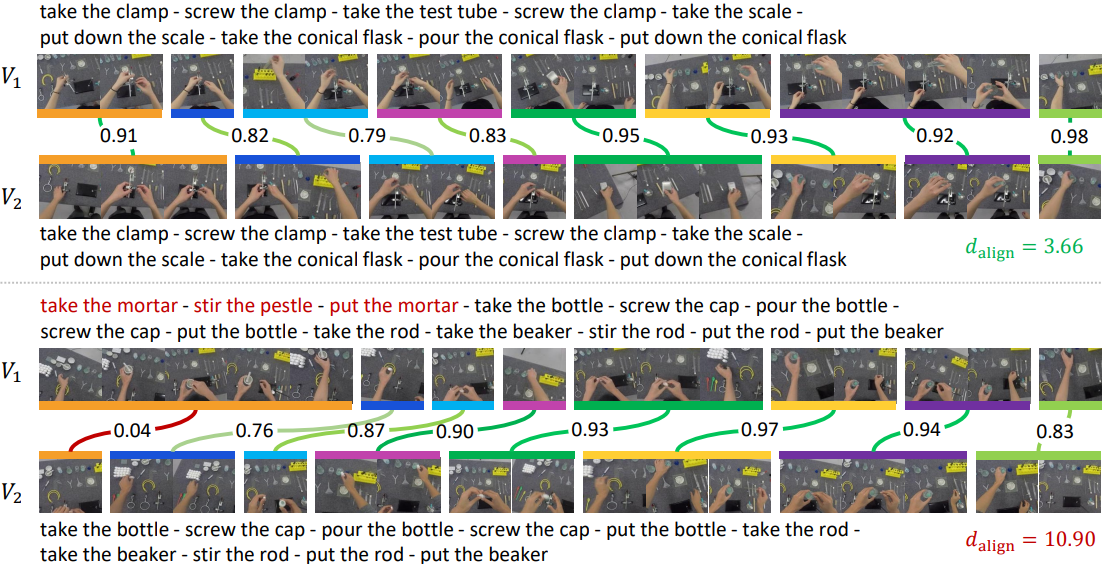 take the clamp - screw the clamp - take the test tube - screw the clamp - take the scale -
put down the scale - take the conical flask - pour the conical flask - put down the conical flask
V1
0.91 0.82 0.79 0.83 0.95 0.93 0.92 0.98
V2
take the clamp - screw the clamp - take the test tube - screw the clamp - take the scale -
put down the scale - take the conical flask - pour the conical flask - put down the conical flask
d_align = 3.66
take the mortar - stir the pestle - put the mortar - take the bottle - screw the cap - pour the bottle -
screw the cap - put the bottle - take the rod - take the beaker - stir the rod - put the rod - put the beaker
V1
0.04 0.76 0.87 0.90 0.93 0.97 0.94 0.83
V2
take the bottle - screw the cap - pour the bottle - screw the cap - put the bottle - take the rod -
take the beaker - stir the rod - put the rod - put the beaker
d_align = 10.90